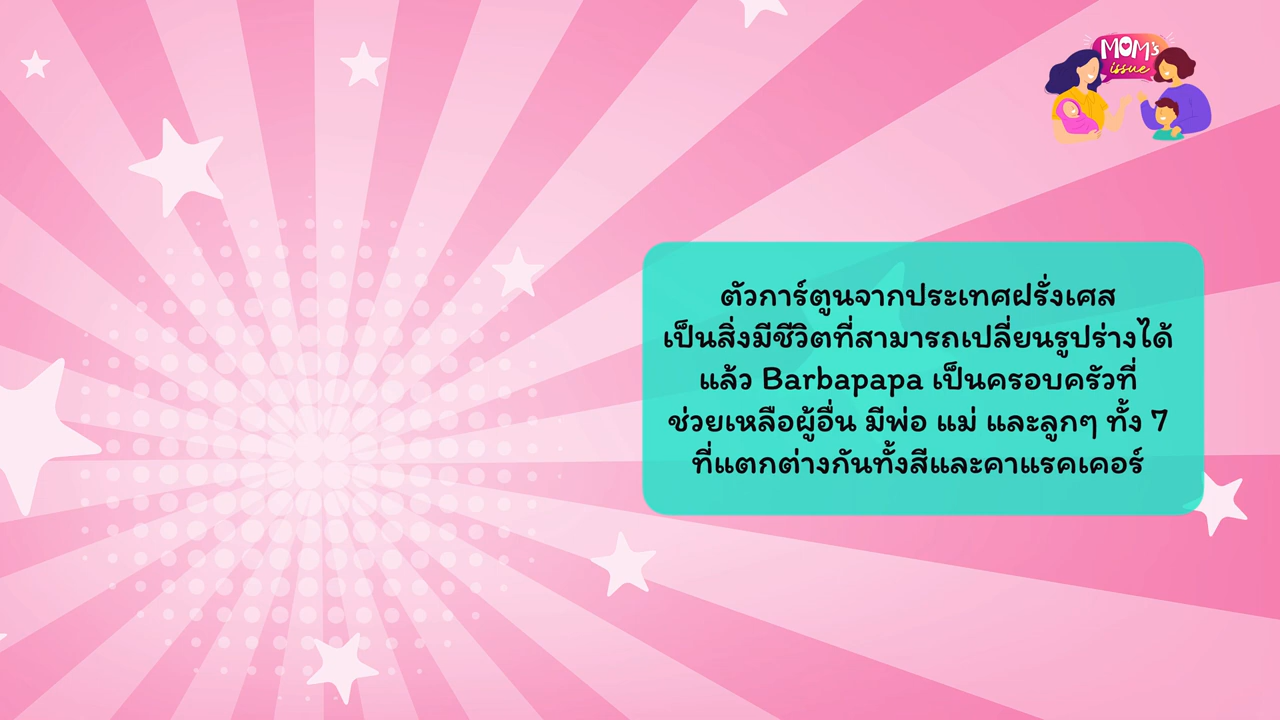 MOM's
issue
ตัวการ์ตูนจากประเทศฝรั่งเศส
เป็นสิ่งมีชีวิตที่สามารถเปลี่ยนรูปร่างได้
แล้ว Barbapapa เป็นครอบครัวที่
ช่วยเหลือผู้อื่น มีพ่อ แม่ และลูกๆ ทั้ง 7
ที่แตกต่างกันทั้งสีและคาแรคเคอร์